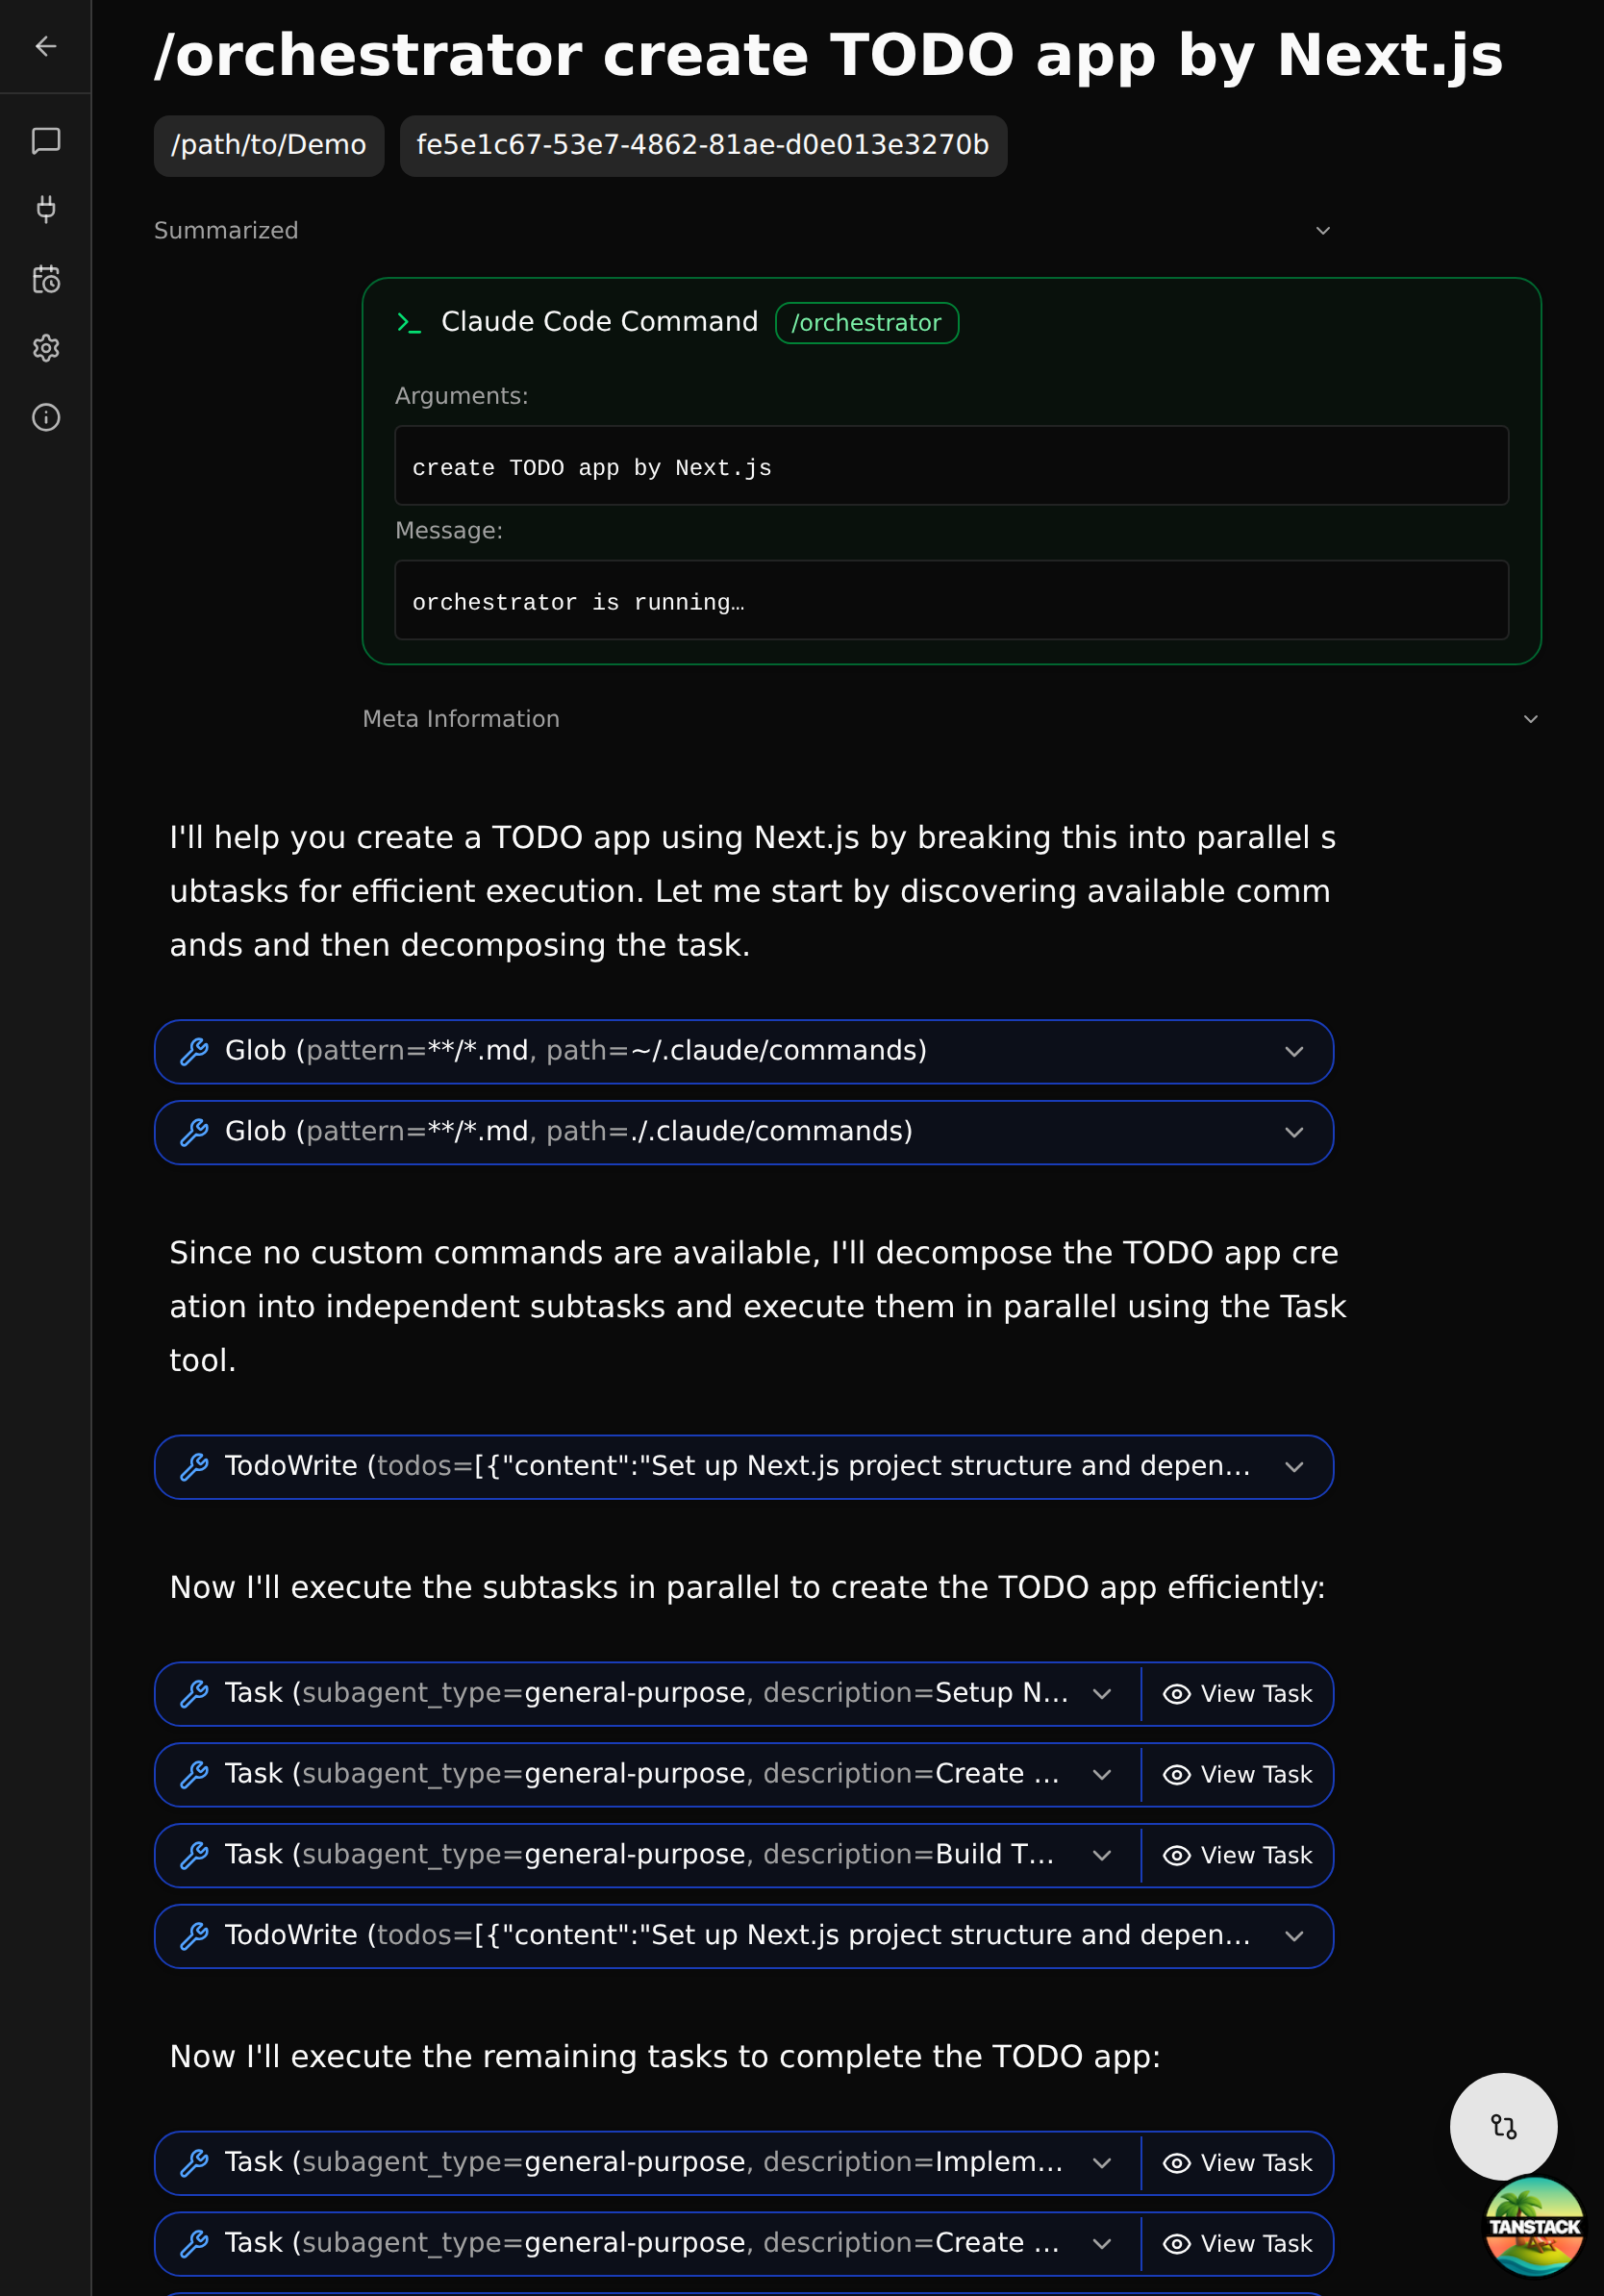 /orchestrator create TODO app by Next.js
/path/to/Demo fe5e1c67-53e7-4862-81ae-d0e013e3270b
Summarized
Claude Code Command /orchestrator
Arguments:
create TODO app by Next.js
Message:
orchestrator is running…
Meta Information
I'll help you create a TODO app using Next.js by breaking this into parallel s
ubtasks for efficient execution. Let me start by discovering available comm
ands and then decomposing the task.
Glob (pattern=**/*.md, path=~/.claude/commands)
Glob (pattern=**/*.md, path=./.claude/commands)
Since no custom commands are available, I'll decompose the TODO app cre
ation into independent subtasks and execute them in parallel using the Task
tool.
TodoWrite (todos=[{"content":"Set up Next.js project structure and depen...
Now I'll execute the subtasks in parallel to create the TODO app efficiently:
Task (subagent_type=general-purpose, description=Setup N... View Task
Task (subagent_type=general-purpose, description=Create ... View Task
Task (subagent_type=general-purpose, description=Build T... View Task
TodoWrite (todos=[{"content":"Set up Next.js project structure and depen...
Now I'll execute the remaining tasks to complete the TODO app:
Task (subagent_type=general-purpose, description=Implem... View Task
TANSTACK
Task (subagent_type=general-purpose, description=Create ... View Task